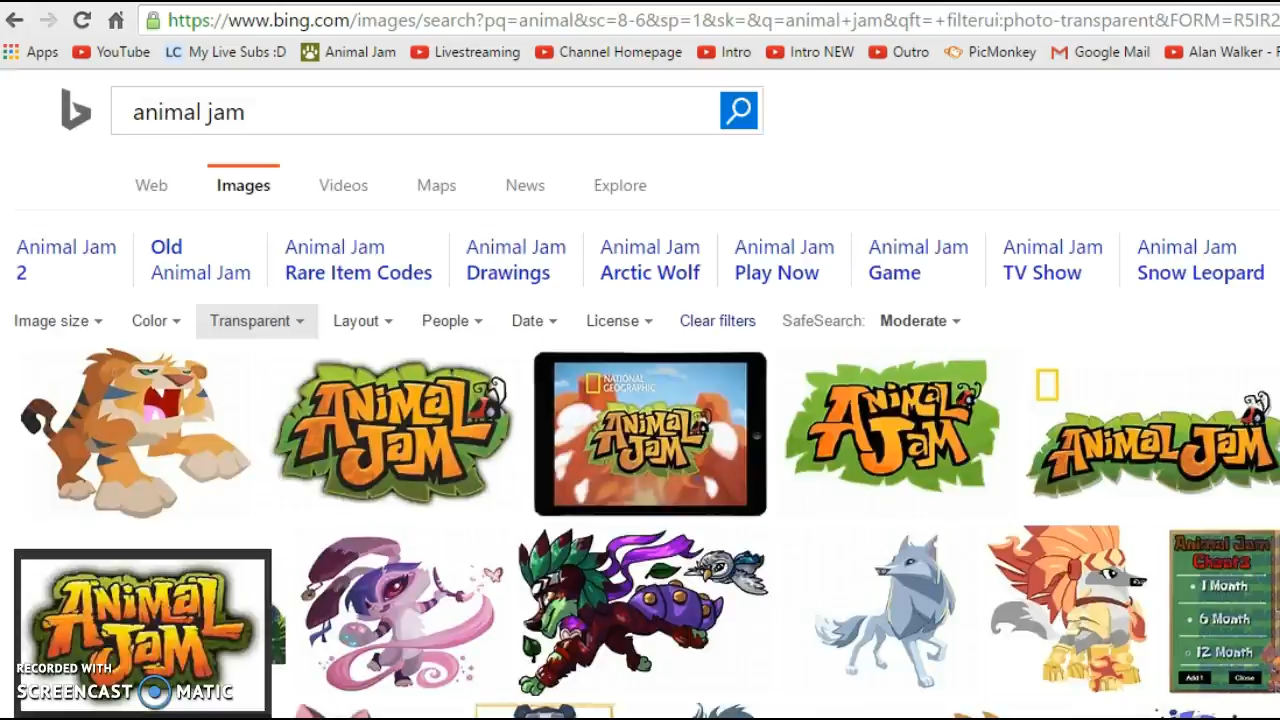 https://www.bing.com/images/search?pq=animal&sc=8-6&sp=1&sk=&q=animal+jam&qft=+filterui:photo-transparent&FORM=R5IR2
Apps YouTube LC My Live Subs :D Animal Jam Livestreaming Channel Homepage Intro Intro NEW Outro PicMonkey Google Mail Alan Walker - F
animal jam
Web Images Videos Maps News Explore
Animal Jam Old Animal Jam Animal Jam Animal Jam Animal Jam Animal Jam Animal Jam Animal Jam
2 Animal Jam Rare Item Codes Drawings Arctic Wolf Play Now Game TV Show Snow Leopard
Image size Color Transparent Layout People Date License Clear filters SafeSearch: Moderate
ANIMAL
JAM
NATIONAL
GEOGRAPHIC
ANIMAL
JAM
ANIMAL
JAM
ANIMAL JAM
ANIMAL
JAM
RECORDED WITH
SCREENCAST MATIC
Animal Jam
Cheats
1 Month
6 Month
12 Month
Add 1 Close